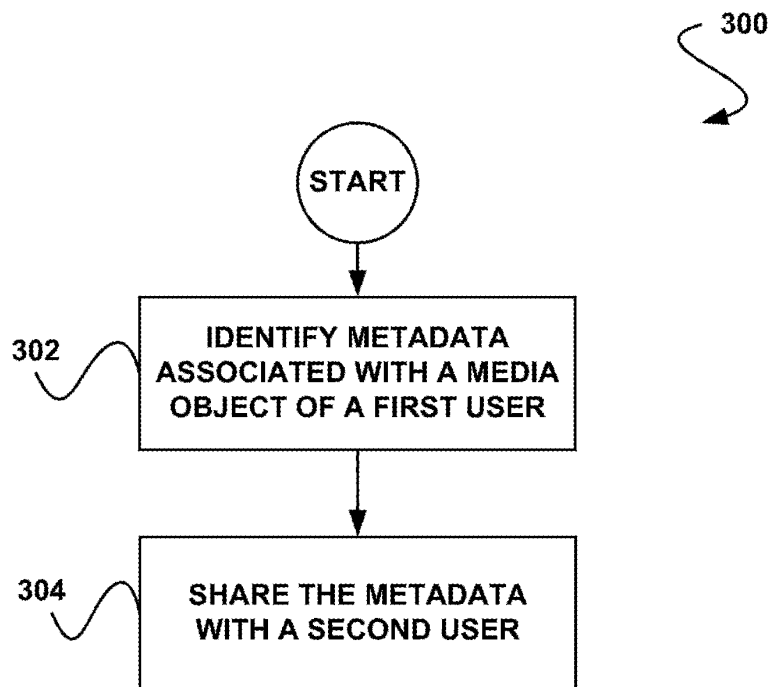 300
START
302
IDENTIFY METADATA
ASSOCIATED WITH A MEDIA
OBJECT OF A FIRST USER
304
SHARE THE METADATA
WITH A SECOND USER